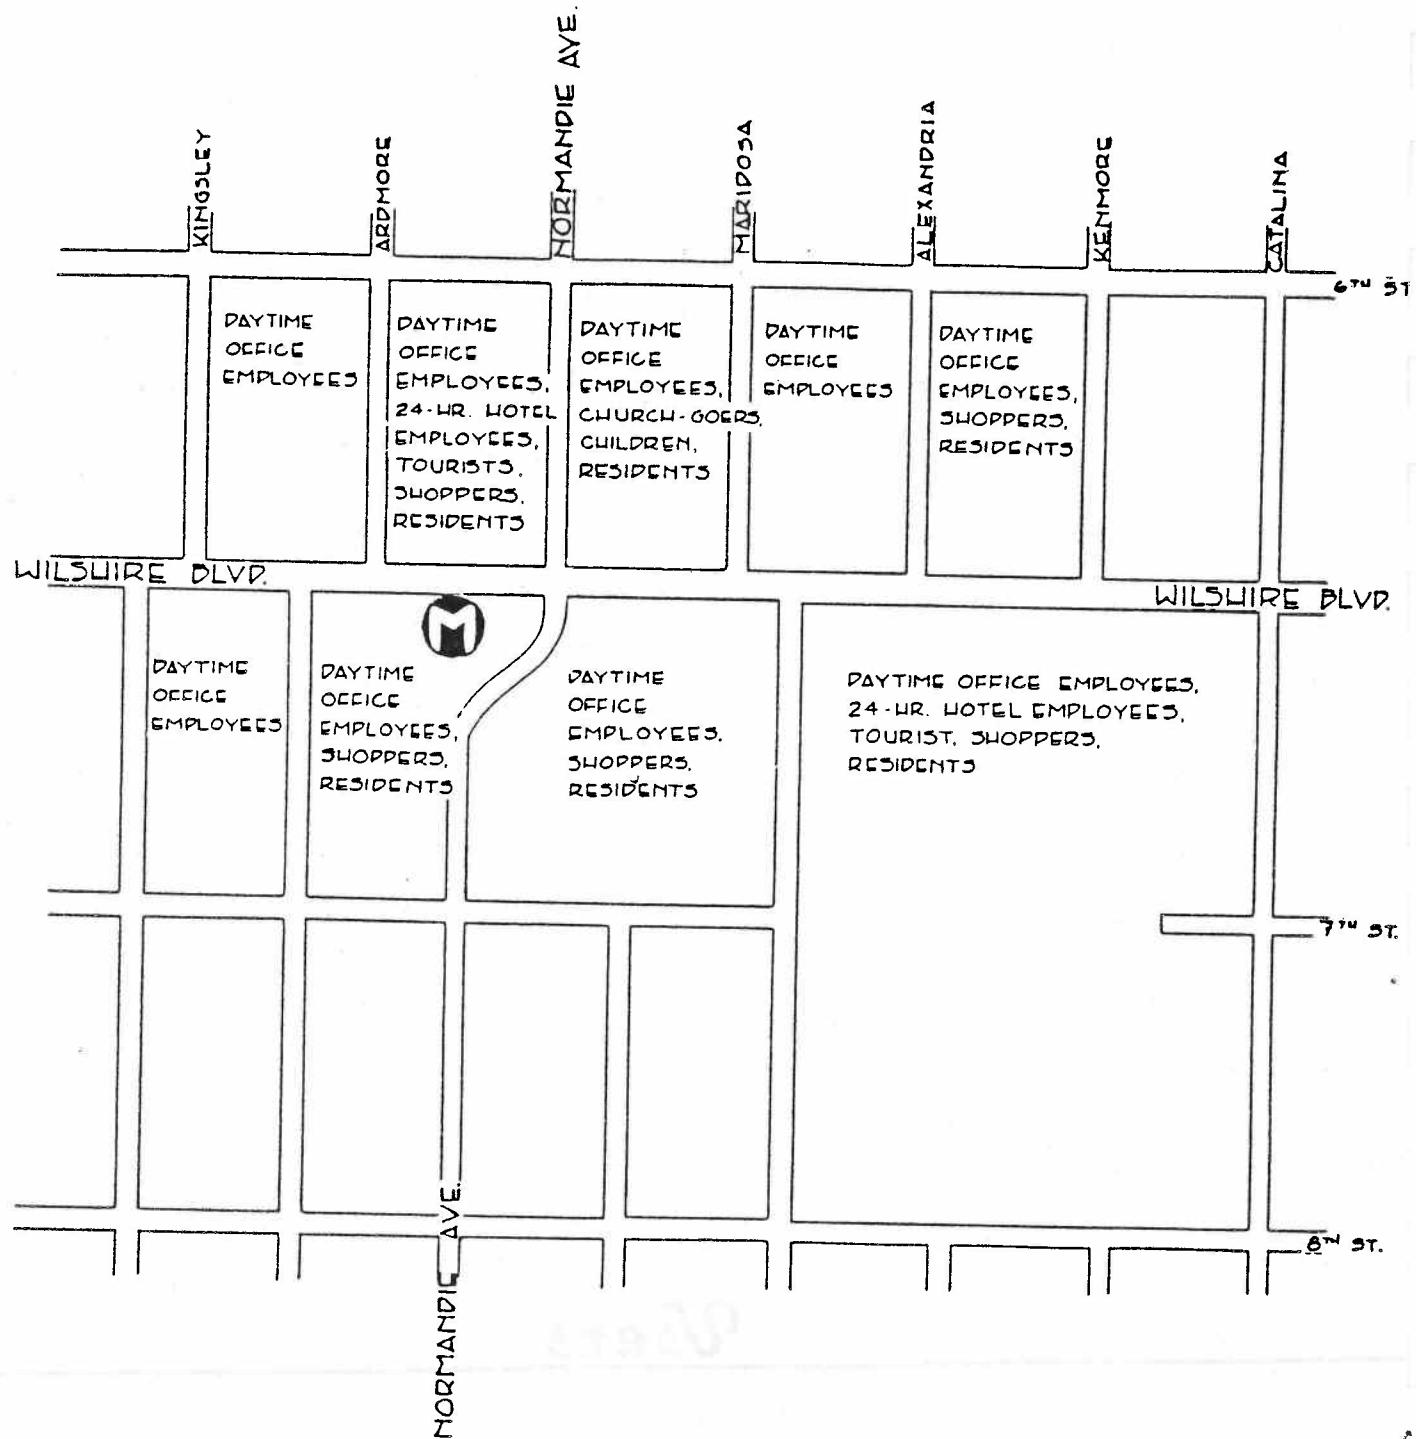 NORMANDIE AVE.
KINGSLEY
ARDMORE
MARIDOSA
ALEXANDRIA
KENMORE
CATALINA
6TH ST
DAYTIME
OFFICE
EMPLOYEES
DAYTIME
OFFICE
EMPLOYEES,
24-HR. HOTEL
EMPLOYEES,
TOURISTS,
SHOPPERS,
RESIDENTS
DAYTIME
OFFICE
EMPLOYEES,
CHURCH-GOERS,
CHILDREN,
RESIDENTS
DAYTIME
OFFICE
EMPLOYEES
DAYTIME
OFFICE
EMPLOYEES,
SHOPPERS,
RESIDENTS
WILSHIRE BLVD.
WILSHIRE BLVD.
M
DAYTIME
OFFICE
EMPLOYEES
DAYTIME
OFFICE
EMPLOYEES,
SHOPPERS,
RESIDENTS
DAYTIME
OFFICE
EMPLOYEES,
SHOPPERS,
RESIDENTS
DAYTIME OFFICE EMPLOYEES,
24-HR. HOTEL EMPLOYEES,
TOURIST, SHOPPERS,
RESIDENTS
7TH ST.
8TH ST.
NORMANDIE AVE.